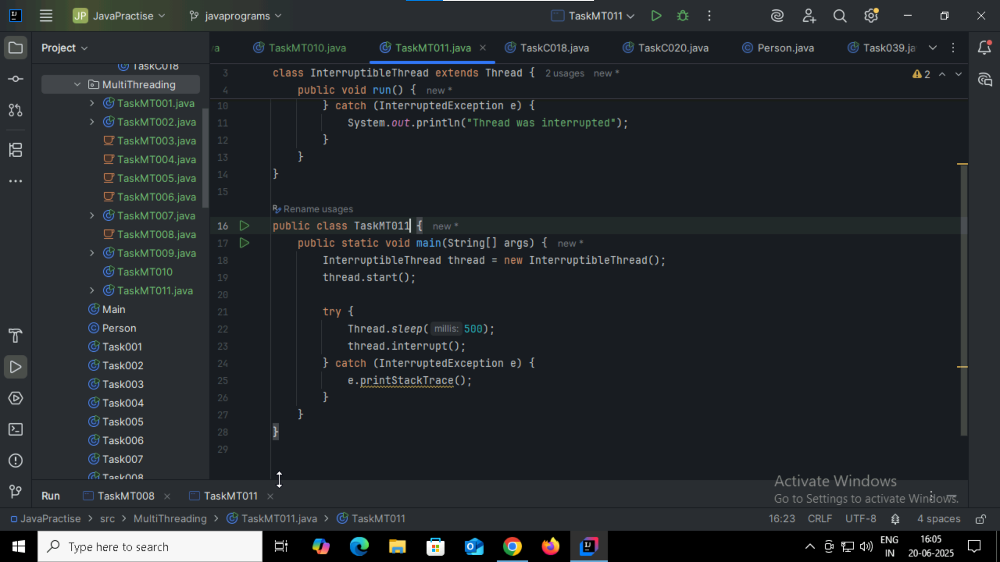 JP JavaPractise javaprograms TaskMT011
Project
TaskC018
MultiThreading
TaskMT001.java
TaskMT002.java
TaskMT003.java
TaskMT004.java
TaskMT005.java
TaskMT006.java
TaskMT007.java
TaskMT008.java
TaskMT009.java
TaskMT010
TaskMT011.java
Main
Person
Task001
Task002
Task003
Task004
Task005
Task006
Task007
Task008
TaskMT010.java TaskMT011.java TaskC018.java TaskC020.java Person.java Task039.ja
3 class InterruptibleThread extends Thread { 2 usages new *
4 public void run() { new *
10 } catch (InterruptedException e) {
11 System.out.println("Thread was interrupted");
12 }
13 }
14 }
15
Rename usages
16 public class TaskMT011 { new *
17 public static void main(String[] args) { new *
18 InterruptibleThread thread = new InterruptibleThread();
19 thread.start();
20
21 try {
22 Thread.sleep( millis: 500);
23 thread.interrupt();
24 } catch (InterruptedException e) {
25 e.printStackTrace();
26 }
27 }
28 }
29
2
Activate Windows
Go to Settings to activate Windows.
Run TaskMT008 TaskMT011
JavaPractise > src > MultiThreading > TaskMT011.java > TaskMT011 16:23 CRLF UTF-8 4 spaces
Type here to search
ENG
IN
16:05
20-06-2025